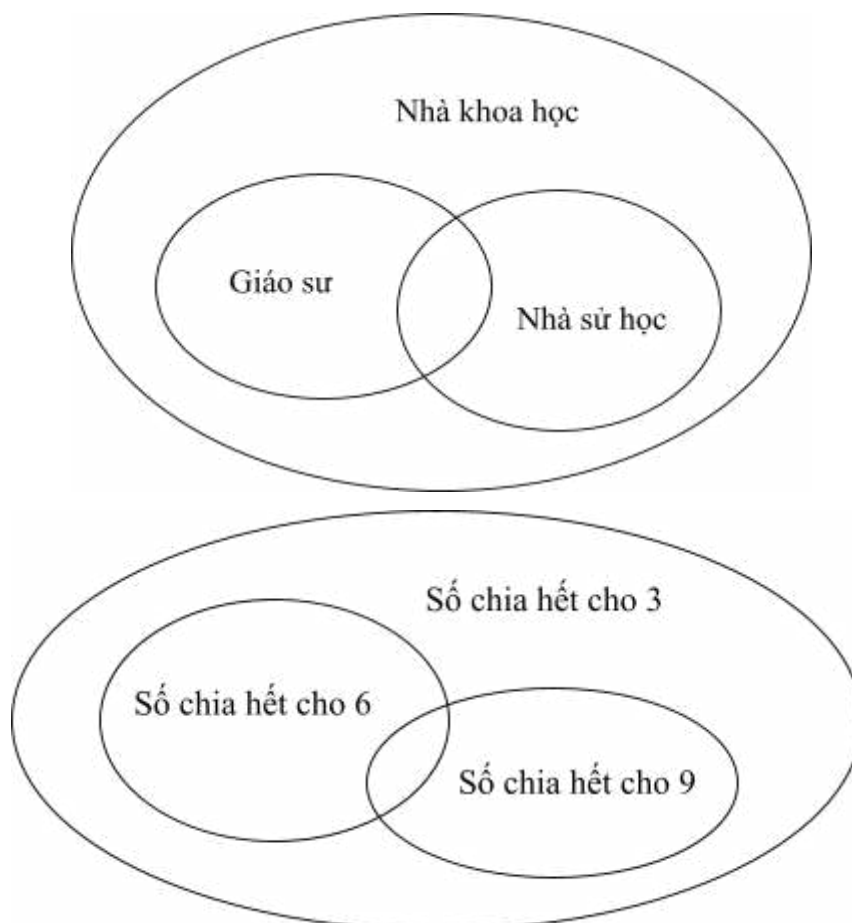 Nhà khoa học
Giáo sư
Nhà sử học
Số chia hết cho 3
Số chia hết cho 6
Số chia hết cho 9